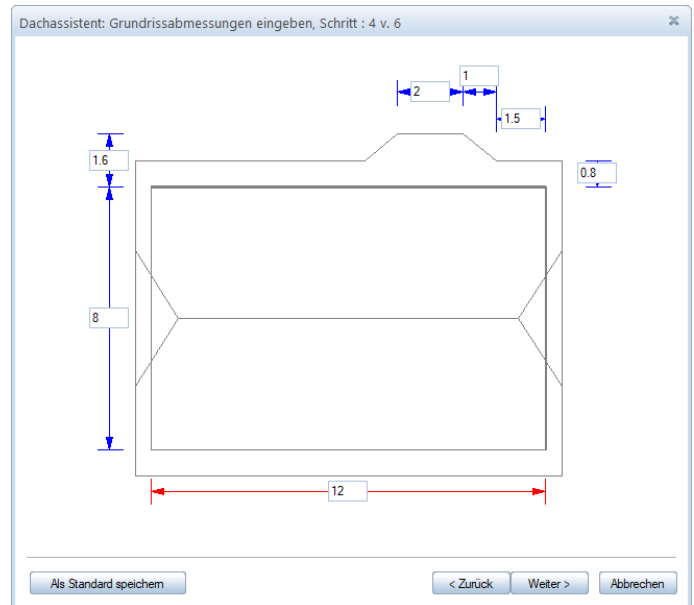 Dachassistent: Grundrissabmessungen eingeben, Schritt : 4 v. 6
1
2
1.5
1.6
0.8
8
12
Als Standard speichern
< Zurück
Weiter >
Abbrechen